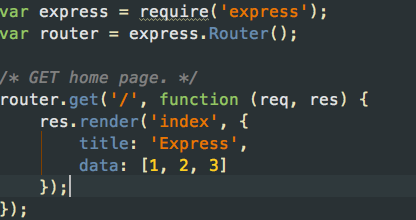 var express = require('express');
var router = express.Router();
/* GET home page. */
router.get('/', function (req, res) {
res.render('index', {
title: 'Express',
data: [1, 2, 3]
});
});